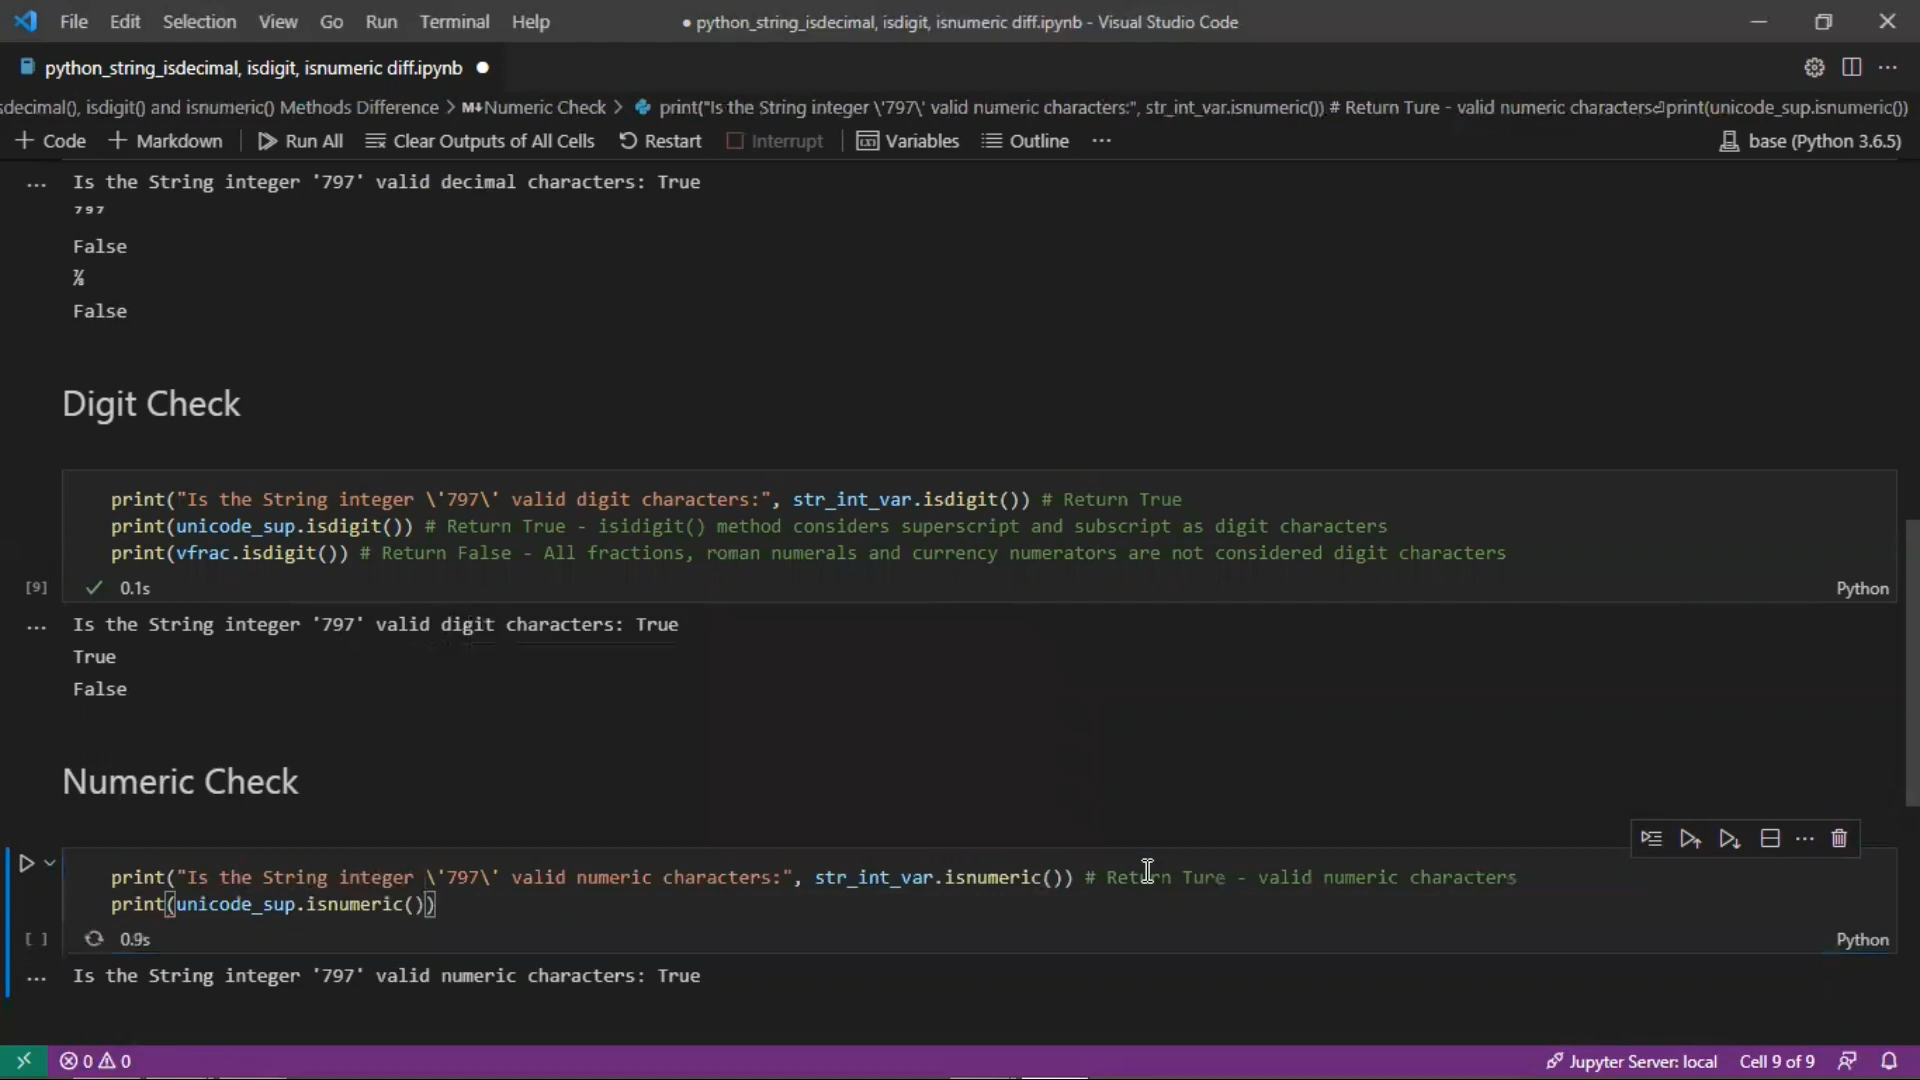 File Edit Selection View Go Run Terminal Help ● python_string_isdecimal, isdigit, isnumeric diff.ipynb - Visual Studio Code
python_string_isdecimal, isdigit, isnumeric diff.ipynb ●
sdecimal(), isdigit() and isnumeric() Methods Difference > M↓Numeric Check > print("Is the String integer \'797\' valid numeric characters:", str_int_var.isnumeric()) # Return Ture - valid numeric characters⏎print(unicode_sup.isnumeric())
+ Code + Markdown Run All Clear Outputs of All Cells Restart Interrupt Variables Outline ··· base (Python 3.6.5)
... Is the String integer '797' valid decimal characters: True
⁷⁹⁷
False
False
Digit Check
print("Is the String integer \'797\' valid digit characters:", str_int_var.isdigit()) # Return True
print(unicode_sup.isdigit()) # Return True - isidigit() method considers superscript and subscript as digit characters
print(vfrac.isdigit()) # Return False - All fractions, roman numerals and currency numerators are not considered digit characters
[9] ✓ 0.1s Python
... Is the String integer '797' valid digit characters: True
True
False
Numeric Check
print("Is the String integer \'797\' valid numeric characters:", str_int_var.isnumeric()) # Return Ture - valid numeric characters
print(unicode_sup.isnumeric())
[ ] 0.9s Python
... Is the String integer '797' valid numeric characters: True
0 0 Jupyter Server: local Cell 9 of 9